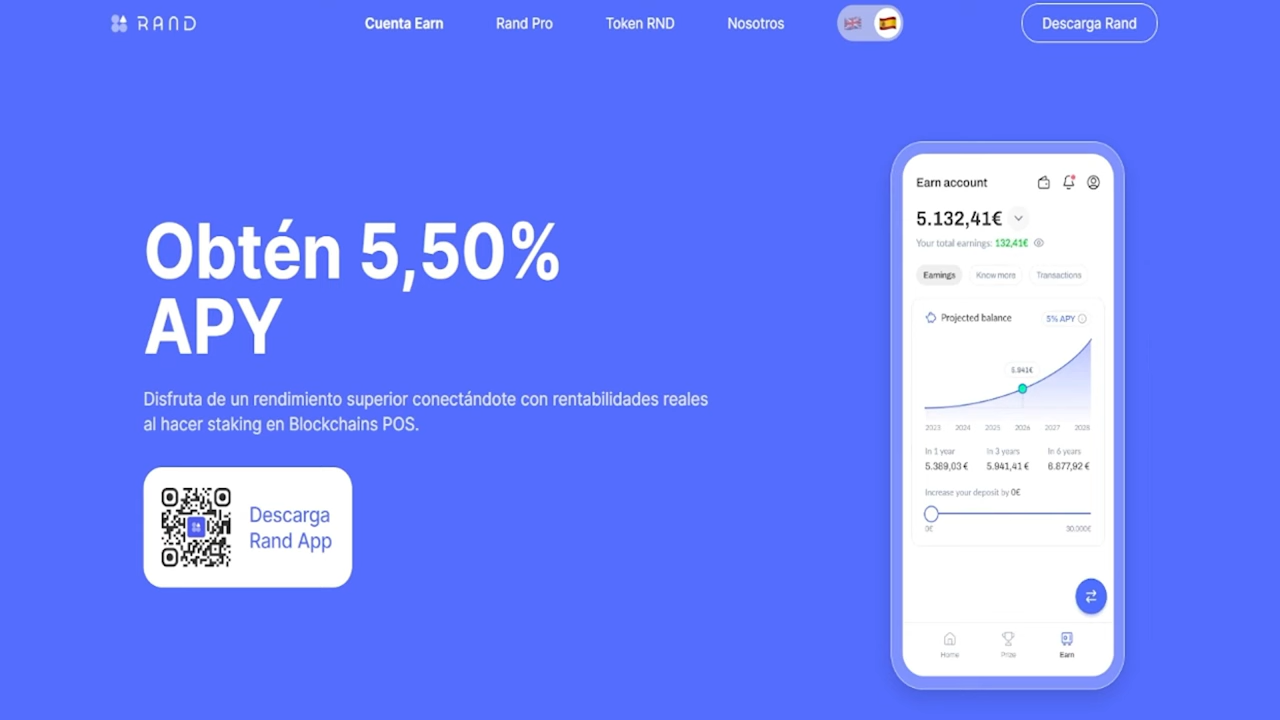 RAND
Cuenta Earn
Rand Pro
Token RND
Nosotros
Descarga Rand
Obtén 5,50%
APY
Disfruta de un rendimiento superior conectándote con rentabilidades reales
al hacer staking en Blockchains POS.
Descarga
Rand App
Earn account
5.132,41€
Your total earnings: 132,41€
Earnings
Know more
Transactions
Projected balance
5% APY
5.941€
2023 2024 2025 2026 2027 2028
In 1 year In 3 years In 6 years
5.389,03 € 5.941,41 € 6.877,92 €
Increase your deposit by 0€
0€ 30.000€
Home Prize Earn